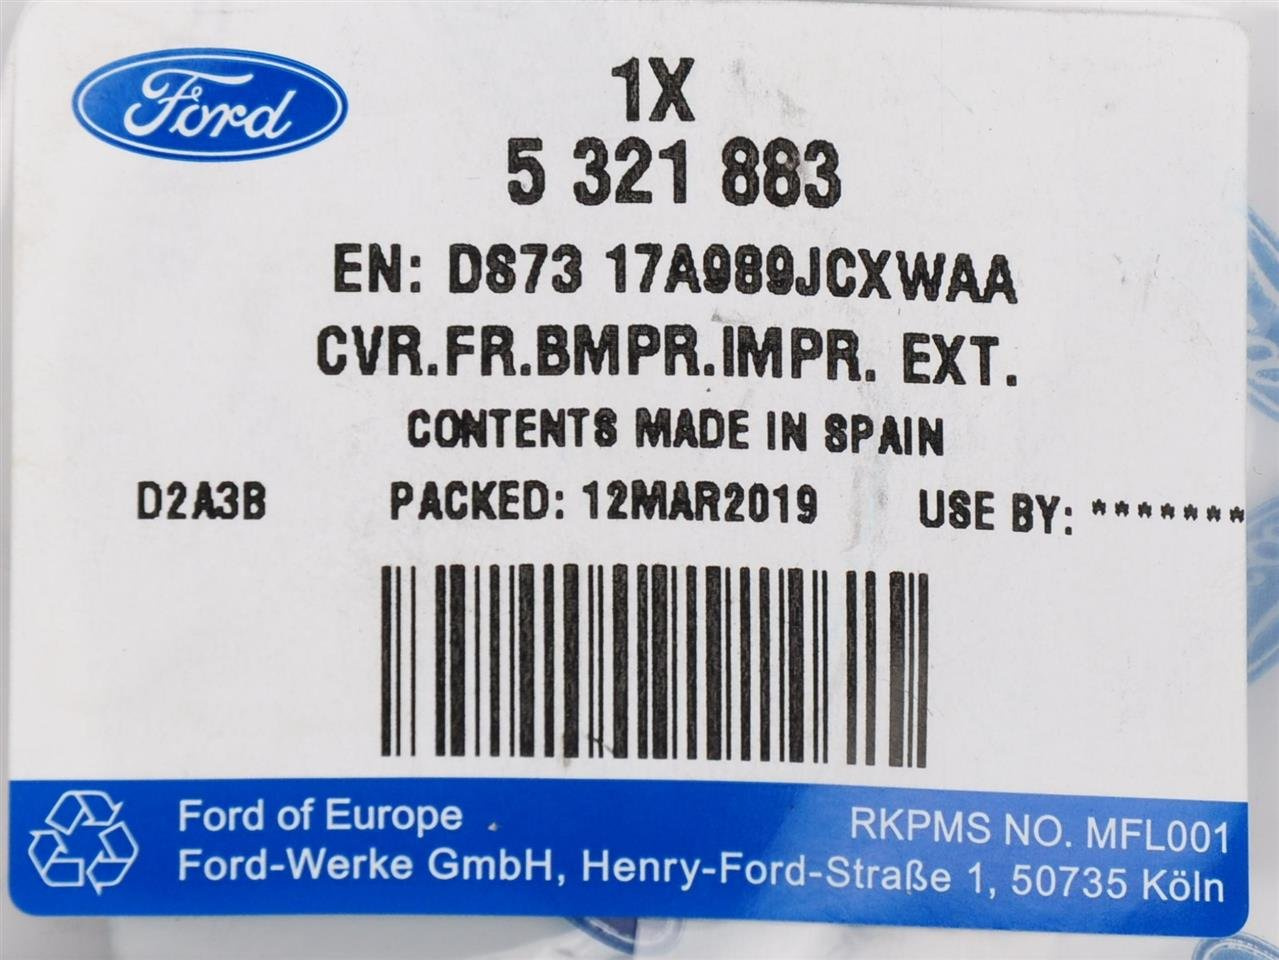 Ford
1X
5 321 883
EN: DS73 17A989JCXWAA
CVR.FR.BMPR.IMPR. EXT.
CONTENTS MADE IN SPAIN
D2A3B PACKED: 12MAR2019 USE BY: *******
Ford of Europe RKPMS NO. MFL001
Ford-Werke GmbH, Henry-Ford-Straße 1, 50735 Köln